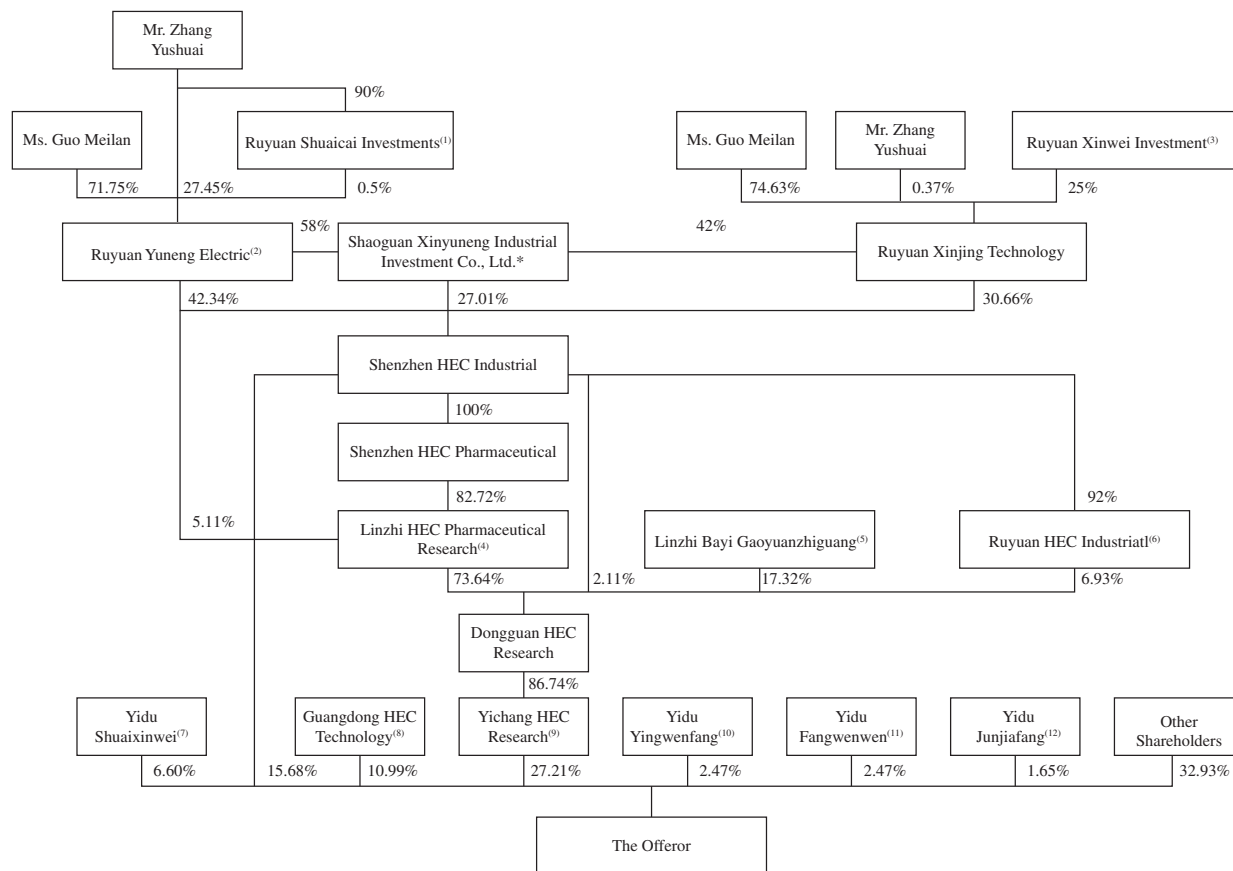 Mr. Zhang
Yushuai
90%
Ms. Guo Meilan
Ruyuan Shuaicai Investments(1)
Ms. Guo Meilan
Mr. Zhang
Yushuai
Ruyuan Xinwei Investment(3)
71.75%
27.45%
0.5%
74.63%
0.37%
25%
Ruyuan Yuneng Electric(2)
58%
Shaoguan Xinyuneng Industrial
Investment Co., Ltd.*
42%
Ruyuan Xinjing Technology
42.34%
27.01%
30.66%
Shenzhen HEC Industrial
100%
Shenzhen HEC Pharmaceutical
82.72%
92%
5.11%
Linzhi HEC Pharmaceutical
Research(4)
Linzhi Bayi Gaoyuanzhiguang(5)
Ruyuan HEC Industriatl(6)
73.64%
2.11%
17.32%
6.93%
Dongguan HEC
Research
86.74%
Yidu
Shuaixinwei(7)
Guangdong HEC
Technology(8)
Yichang HEC
Research(9)
Yidu
Yingwenfang(10)
Yidu
Fangwenwen(11)
Yidu
Junjiafang(12)
Other
Shareholders
6.60%
15.68%
10.99%
27.21%
2.47%
2.47%
1.65%
32.93%
The Offeror